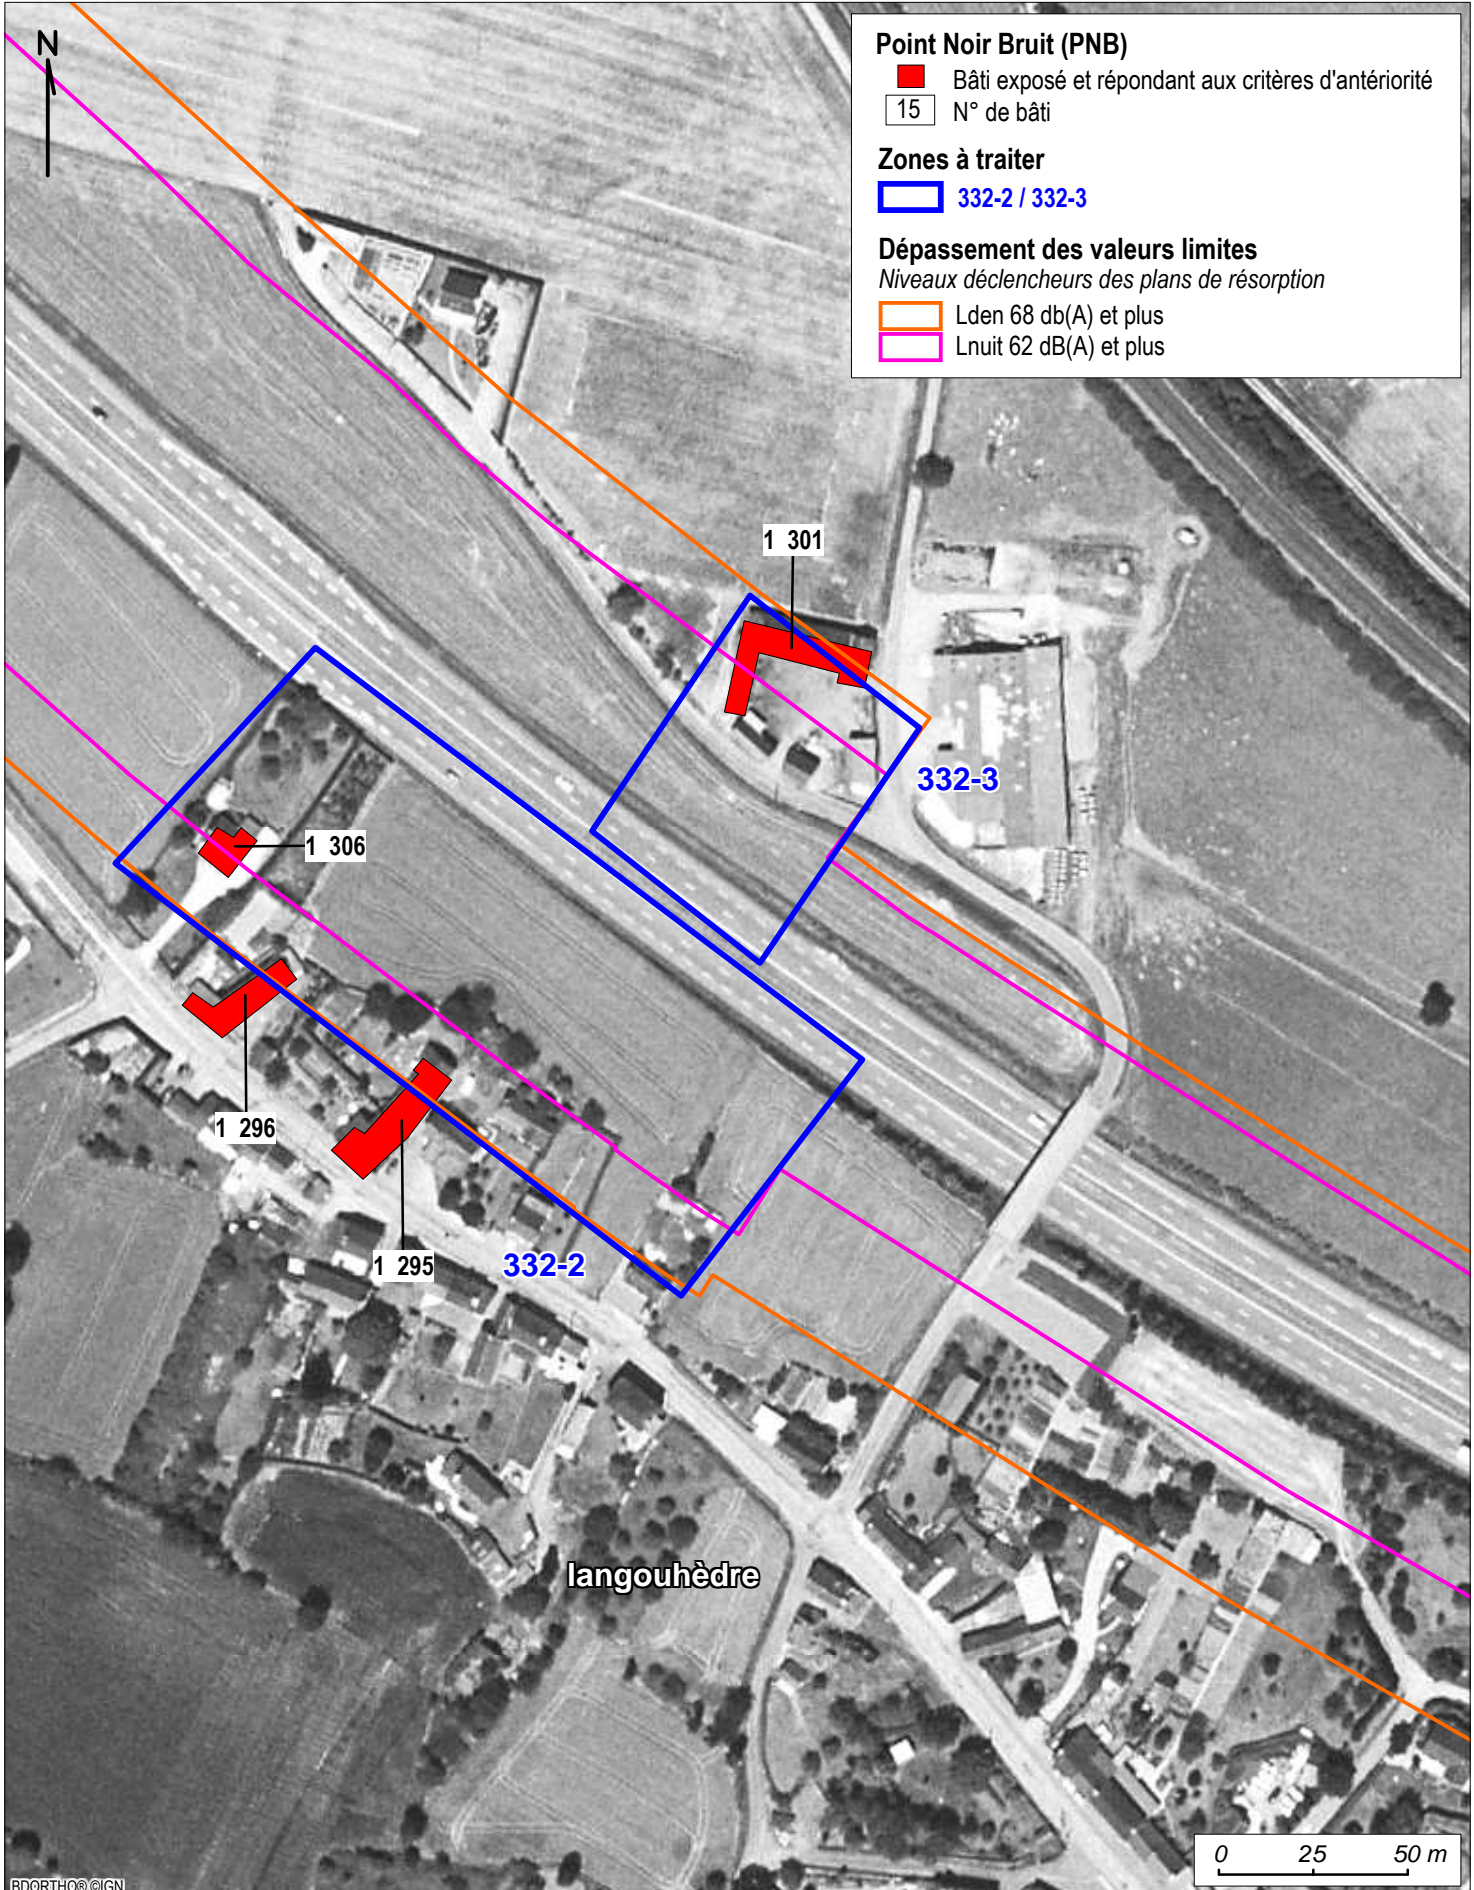 N
Point Noir Bruit (PNB)
Bâti exposé et répondant aux critères d'antériorité
15 N° de bâti
Zones à traiter
332-2 / 332-3
Dépassement des valeurs limites
Niveaux déclencheurs des plans de résorption
Lden 68 db(A) et plus
Lnuit 62 dB(A) et plus
1 301
332-3
1 306
1 296
1 295
332-2
langouhèdre
0 25 50 m
BDORTHO® ©IGN